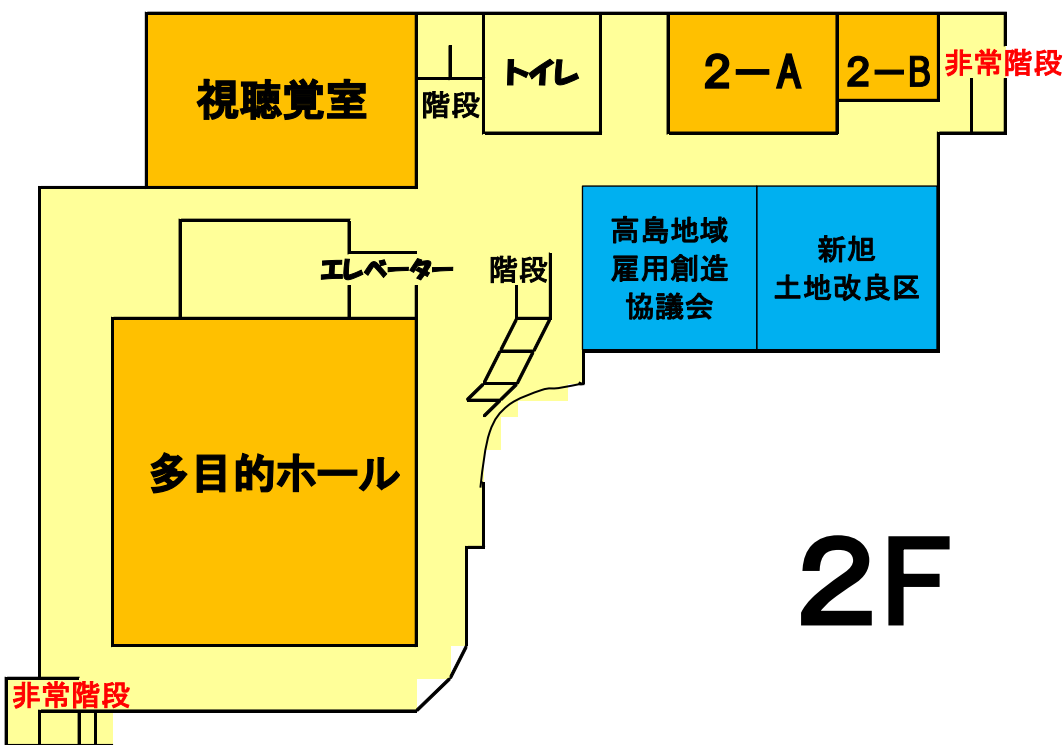 視聴覚室
階段
トイレ
2－A
2－B
非常階段
エレベーター
階段
高島地域
雇用創造
協議会
新旭
土地改良区
多目的ホール
2F
非常階段